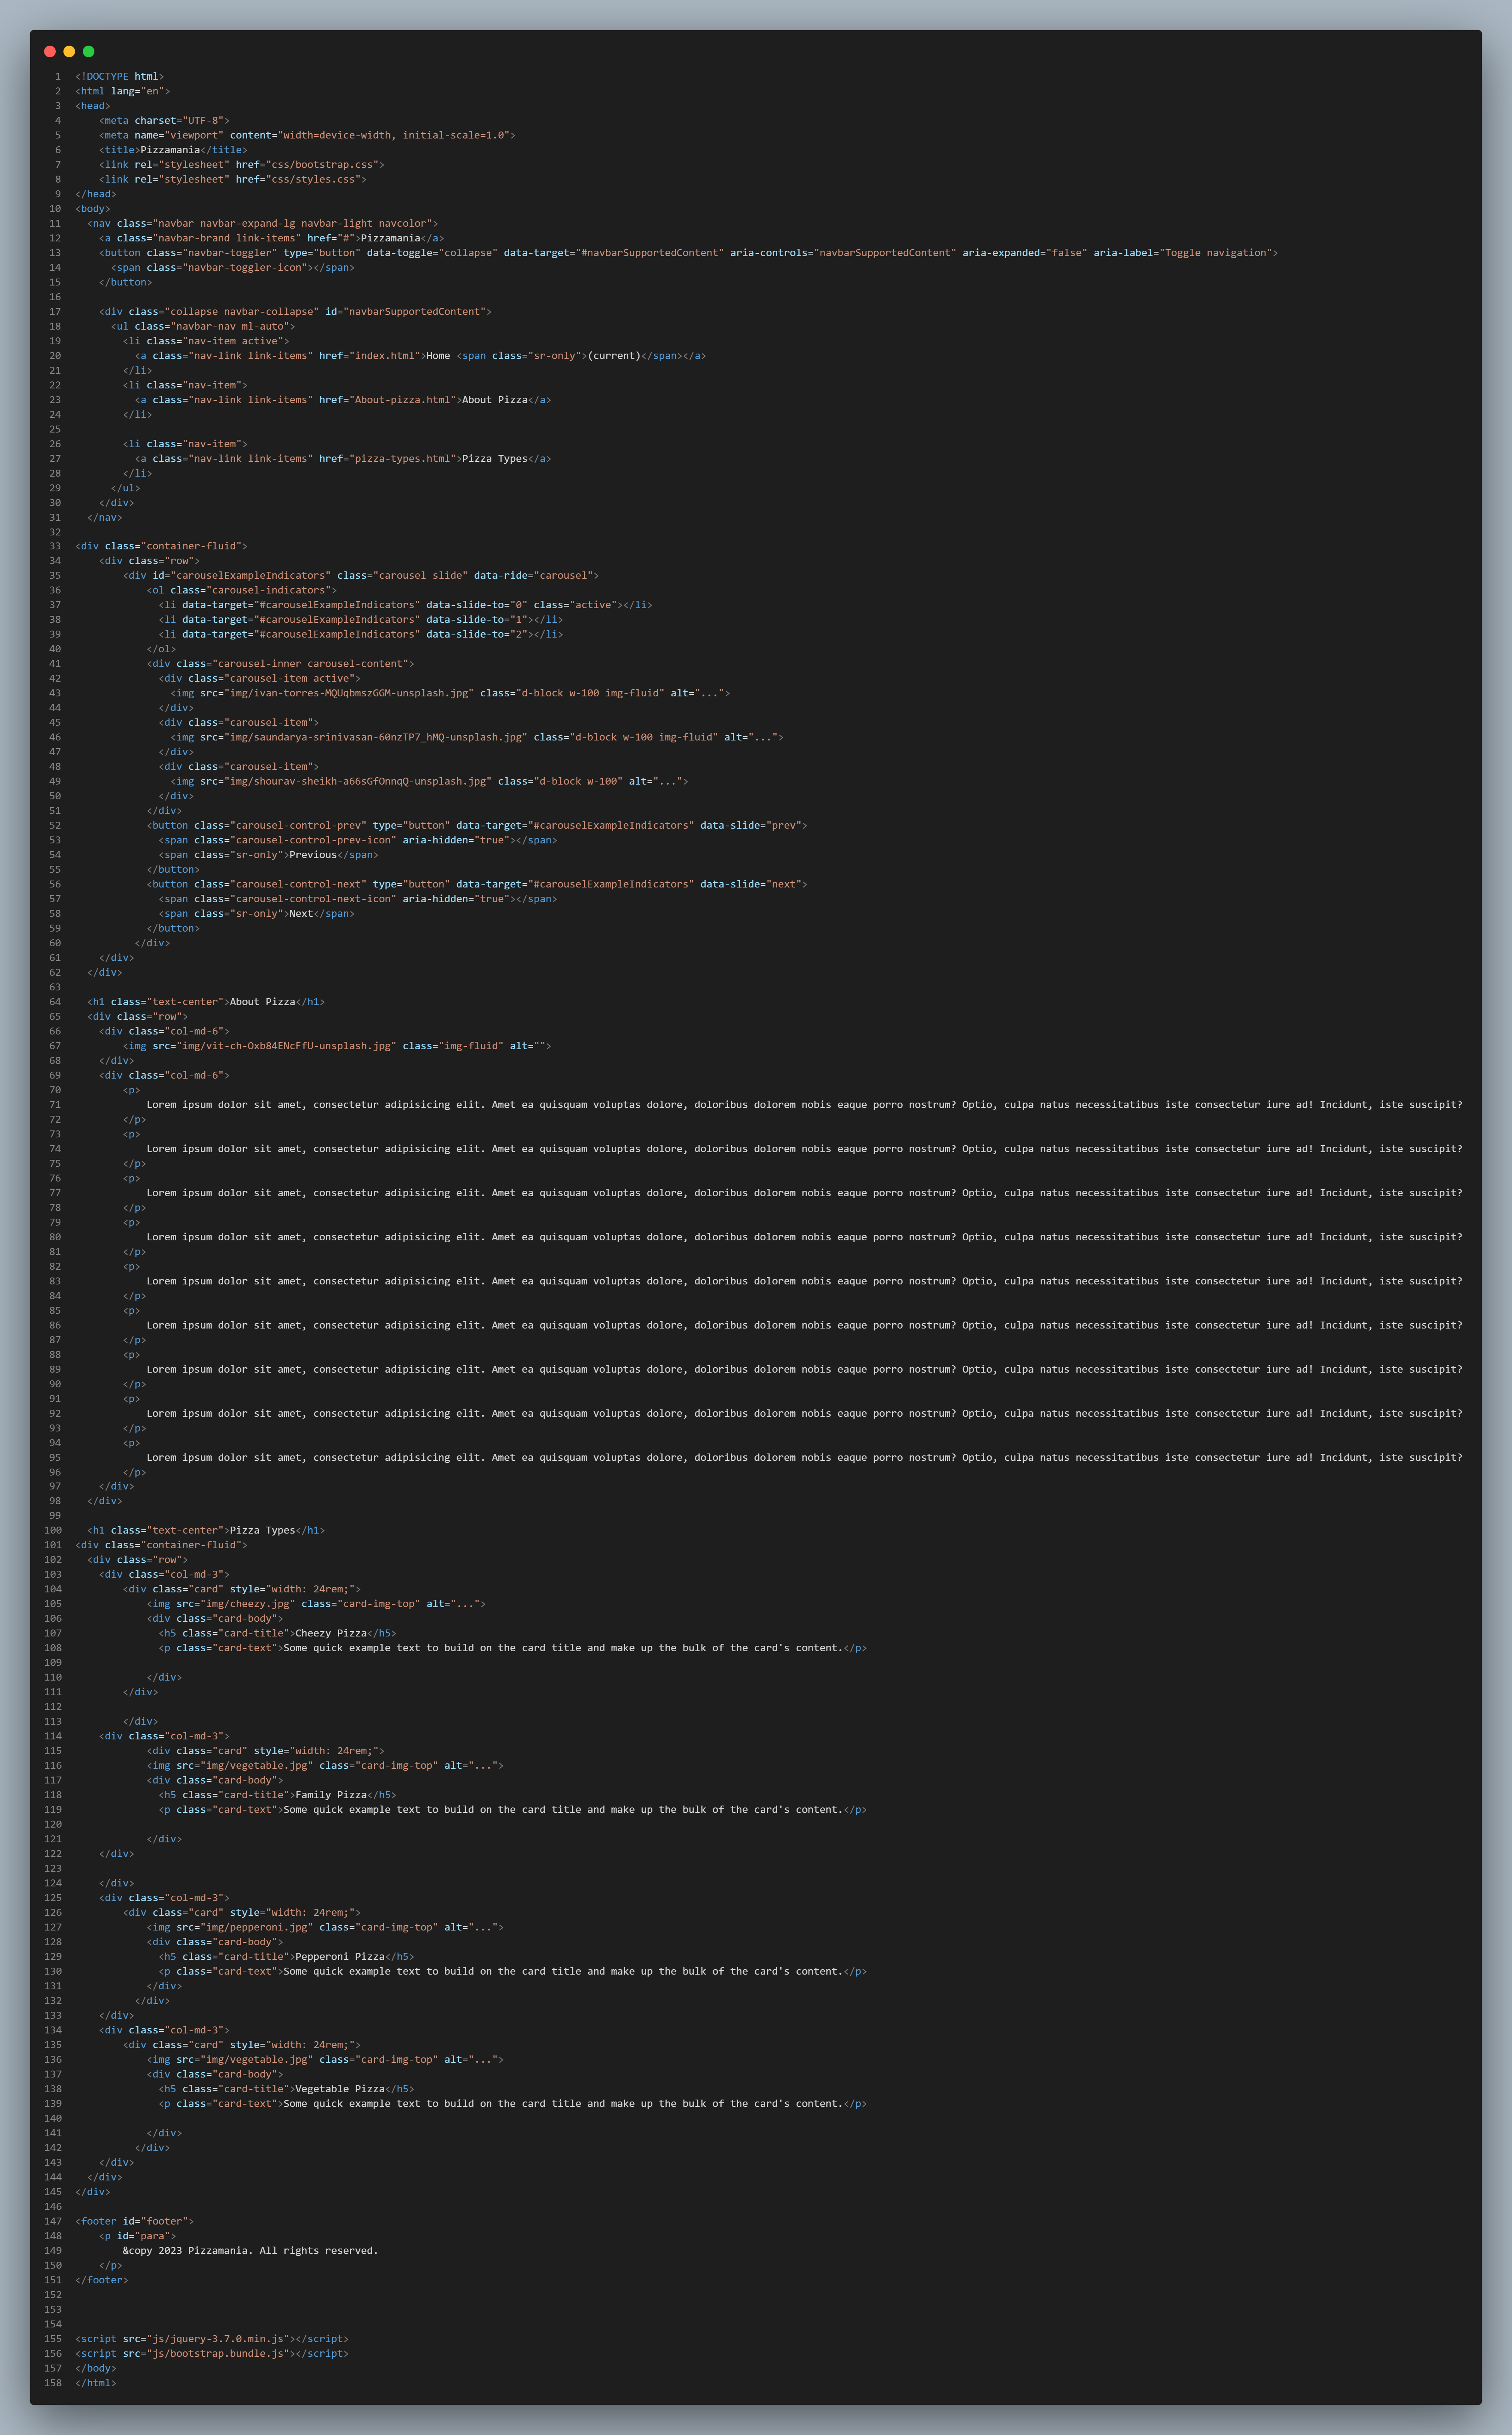 1 <!DOCTYPE html>
2 <html lang="en">
3 <head>
4     <meta charset="UTF-8">
5     <meta name="viewport" content="width=device-width, initial-scale=1.0">
6     <title>Pizzamania</title>
7     <link rel="stylesheet" href="css/bootstrap.css">
8     <link rel="stylesheet" href="css/styles.css">
9 </head>
10 <body>
11   <nav class="navbar navbar-expand-lg navbar-light navcolor">
12     <a class="navbar-brand link-items" href="#">Pizzamania</a>
13     <button class="navbar-toggler" type="button" data-toggle="collapse" data-target="#navbarSupportedContent" aria-controls="navbarSupportedContent" aria-expanded="false" aria-label="Toggle navigation">
14       <span class="navbar-toggler-icon"></span>
15     </button>
16
17     <div class="collapse navbar-collapse" id="navbarSupportedContent">
18       <ul class="navbar-nav ml-auto">
19         <li class="nav-item active">
20           <a class="nav-link link-items" href="index.html">Home <span class="sr-only">(current)</span></a>
21         </li>
22         <li class="nav-item">
23           <a class="nav-link link-items" href="About-pizza.html">About Pizza</a>
24         </li>
25
26         <li class="nav-item">
27           <a class="nav-link link-items" href="pizza-types.html">Pizza Types</a>
28         </li>
29       </ul>
30     </div>
31   </nav>
32
33 <div class="container-fluid">
34     <div class="row">
35         <div id="carouselExampleIndicators" class="carousel slide" data-ride="carousel">
36             <ol class="carousel-indicators">
37               <li data-target="#carouselExampleIndicators" data-slide-to="0" class="active"></li>
38               <li data-target="#carouselExampleIndicators" data-slide-to="1"></li>
39               <li data-target="#carouselExampleIndicators" data-slide-to="2"></li>
40             </ol>
41             <div class="carousel-inner carousel-content">
42               <div class="carousel-item active">
43                 <img src="img/ivan-torres-MQUqbmszGGM-unsplash.jpg" class="d-block w-100 img-fluid" alt="...">
44               </div>
45               <div class="carousel-item">
46                 <img src="img/saundarya-srinivasan-60nzTP7_hMQ-unsplash.jpg" class="d-block w-100 img-fluid" alt="...">
47               </div>
48               <div class="carousel-item">
49                 <img src="img/shourav-sheikh-a66sGfOnnqQ-unsplash.jpg" class="d-block w-100" alt="...">
50               </div>
51             </div>
52             <button class="carousel-control-prev" type="button" data-target="#carouselExampleIndicators" data-slide="prev">
53               <span class="carousel-control-prev-icon" aria-hidden="true"></span>
54               <span class="sr-only">Previous</span>
55             </button>
56             <button class="carousel-control-next" type="button" data-target="#carouselExampleIndicators" data-slide="next">
57               <span class="carousel-control-next-icon" aria-hidden="true"></span>
58               <span class="sr-only">Next</span>
59             </button>
60           </div>
61     </div>
62   </div>
63
64   <h1 class="text-center">About Pizza</h1>
65   <div class="row">
66     <div class="col-md-6">
67         <img src="img/vit-ch-Oxb84ENcFfU-unsplash.jpg" class="img-fluid" alt="">
68     </div>
69     <div class="col-md-6">
70         <p>
71             Lorem ipsum dolor sit amet, consectetur adipisicing elit. Amet ea quisquam voluptas dolore, doloribus dolorem nobis eaque porro nostrum? Optio, culpa natus necessitatibus iste consectetur iure ad! Incidunt, iste suscipit?
72         </p>
73         <p>
74             Lorem ipsum dolor sit amet, consectetur adipisicing elit. Amet ea quisquam voluptas dolore, doloribus dolorem nobis eaque porro nostrum? Optio, culpa natus necessitatibus iste consectetur iure ad! Incidunt, iste suscipit?
75         </p>
76         <p>
77             Lorem ipsum dolor sit amet, consectetur adipisicing elit. Amet ea quisquam voluptas dolore, doloribus dolorem nobis eaque porro nostrum? Optio, culpa natus necessitatibus iste consectetur iure ad! Incidunt, iste suscipit?
78         </p>
79         <p>
80             Lorem ipsum dolor sit amet, consectetur adipisicing elit. Amet ea quisquam voluptas dolore, doloribus dolorem nobis eaque porro nostrum? Optio, culpa natus necessitatibus iste consectetur iure ad! Incidunt, iste suscipit?
81         </p>
82         <p>
83             Lorem ipsum dolor sit amet, consectetur adipisicing elit. Amet ea quisquam voluptas dolore, doloribus dolorem nobis eaque porro nostrum? Optio, culpa natus necessitatibus iste consectetur iure ad! Incidunt, iste suscipit?
84         </p>
85         <p>
86             Lorem ipsum dolor sit amet, consectetur adipisicing elit. Amet ea quisquam voluptas dolore, doloribus dolorem nobis eaque porro nostrum? Optio, culpa natus necessitatibus iste consectetur iure ad! Incidunt, iste suscipit?
87         </p>
88         <p>
89             Lorem ipsum dolor sit amet, consectetur adipisicing elit. Amet ea quisquam voluptas dolore, doloribus dolorem nobis eaque porro nostrum? Optio, culpa natus necessitatibus iste consectetur iure ad! Incidunt, iste suscipit?
90         </p>
91         <p>
92             Lorem ipsum dolor sit amet, consectetur adipisicing elit. Amet ea quisquam voluptas dolore, doloribus dolorem nobis eaque porro nostrum? Optio, culpa natus necessitatibus iste consectetur iure ad! Incidunt, iste suscipit?
93         </p>
94         <p>
95             Lorem ipsum dolor sit amet, consectetur adipisicing elit. Amet ea quisquam voluptas dolore, doloribus dolorem nobis eaque porro nostrum? Optio, culpa natus necessitatibus iste consectetur iure ad! Incidunt, iste suscipit?
96         </p>
97     </div>
98   </div>
99
100   <h1 class="text-center">Pizza Types</h1>
101 <div class="container-fluid">
102   <div class="row">
103     <div class="col-md-3">
104         <div class="card" style="width: 24rem;">
105             <img src="img/cheezy.jpg" class="card-img-top" alt="...">
106             <div class="card-body">
107               <h5 class="card-title">Cheezy Pizza</h5>
108               <p class="card-text">Some quick example text to build on the card title and make up the bulk of the card's content.</p>
109
110             </div>
111         </div>
112
113         </div>
114     <div class="col-md-3">
115             <div class="card" style="width: 24rem;">
116             <img src="img/vegetable.jpg" class="card-img-top" alt="...">
117             <div class="card-body">
118               <h5 class="card-title">Family Pizza</h5>
119               <p class="card-text">Some quick example text to build on the card title and make up the bulk of the card's content.</p>
120
121             </div>
122     </div>
123
124     </div>
125     <div class="col-md-3">
126         <div class="card" style="width: 24rem;">
127             <img src="img/pepperoni.jpg" class="card-img-top" alt="...">
128             <div class="card-body">
129               <h5 class="card-title">Pepperoni Pizza</h5>
130               <p class="card-text">Some quick example text to build on the card title and make up the bulk of the card's content.</p>
131             </div>
132           </div>
133     </div>
134     <div class="col-md-3">
135         <div class="card" style="width: 24rem;">
136             <img src="img/vegetable.jpg" class="card-img-top" alt="...">
137             <div class="card-body">
138               <h5 class="card-title">Vegetable Pizza</h5>
139               <p class="card-text">Some quick example text to build on the card title and make up the bulk of the card's content.</p>
140
141             </div>
142           </div>
143     </div>
144   </div>
145 </div>
146
147 <footer id="footer">
148     <p id="para">
149         &copy 2023 Pizzamania. All rights reserved.
150     </p>
151 </footer>
152
153
154
155 <script src="js/jquery-3.7.0.min.js"></script>
156 <script src="js/bootstrap.bundle.js"></script>
157 </body>
158 </html>